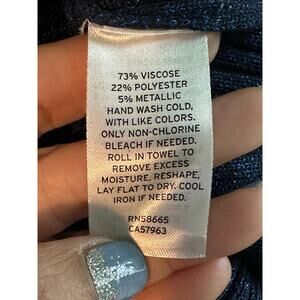 73% VISCOSE
22% POLYESTER
5% METALLIC
HAND WASH COLD,
WITH LIKE COLORS.
ONLY NON-CHLORINE
BLEACH IF NEEDED.
ROLL IN TOWEL TO
REMOVE EXCESS
MOISTURE, RESHAPE,
LAY FLAT TO DRY. COOL
IRON IF NEEDED.
RN58665
CA57963